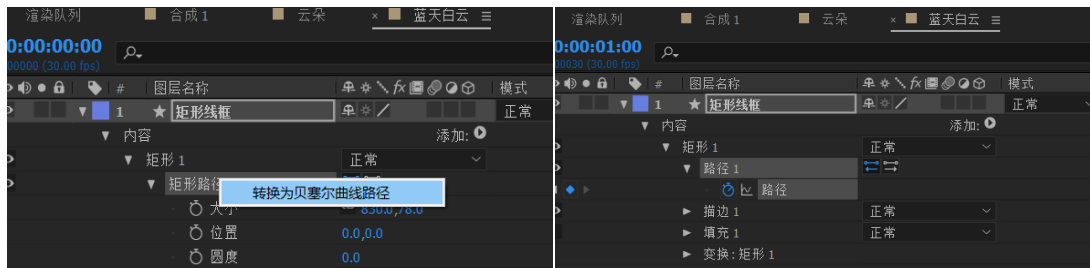 渲染队列 合成 1 云朵 × 蓝天白云 ≡
0:00:00:00
00000 (30.00 fps)
# 图层名称 模式
1 矩形线框 正常
内容 添加:
矩形 1 正常
矩形路径
转换为贝塞尔曲线路径
大小 830.0,78.0
位置 0.0,0.0
圆度 0.0
渲染队列 合成 1 云朵 × 蓝天白云 ≡
0:00:01:00
00030 (30.00 fps)
# 图层名称 模式
1 矩形线框 正常
内容 添加:
矩形 1 正常
路径 1
路径
描边 1 正常
填充 1 正常
变换:矩形 1